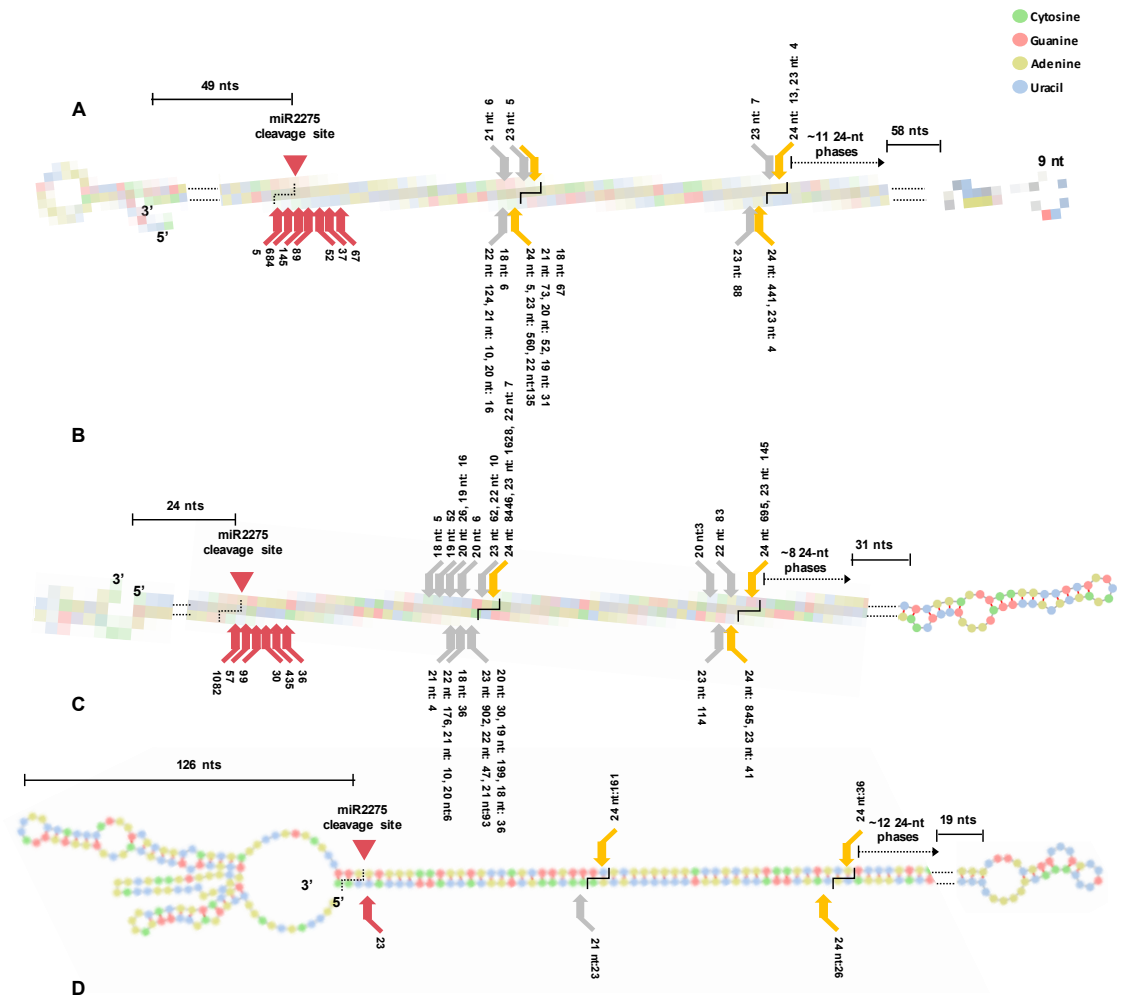 Cytosine
Guanine
Adenine
Uracil
A
49 nts
miR2275
cleavage site
21 nt: 6
23 nt: 5
23 nt: 7
24 nt: 13, 23 nt: 4
~11 24-nt
phases
58 nts
9 nt
3'
5'
5
684
145
89
52
37
67
22 nt: 124, 21 nt: 10, 20 nt: 16
18 nt: 6
24 nt: 5, 23 nt: 560, 22 nt:135
21 nt: 73, 20 nt: 52, 19 nt: 31
18 nt: 67
23 nt: 88
24 nt: 441, 23 nt: 4
B
24 nts
miR2275
cleavage site
18 nt: 5
19 nt: 52
20 nt: 26, 19 nt: 16
20 nt: 6
23 nt: 62, 22 nt: 10
24 nt: 846, 23 nt: 1628, 22 nt: 7
20 nt:3
22 nt: 83
24 nt: 695, 23 nt: 145
~8 24-nt
phases
31 nts
3'
5'
1082
57
99
30
435
36
21 nt: 4
22 nt: 176, 21 nt: 10, 20 nt:6
18 nt: 36
23 nt: 902, 22 nt: 47, 21 nt:93
20 nt: 30, 19 nt: 199, 18 nt: 36
23 nt: 114
24 nt: 845, 23 nt: 41
C
126 nts
miR2275
cleavage site
24 nt:161
24 nt:36
~12 24-nt
phases
19 nts
3'
5'
23
21 nt:23
24 nt:26
D